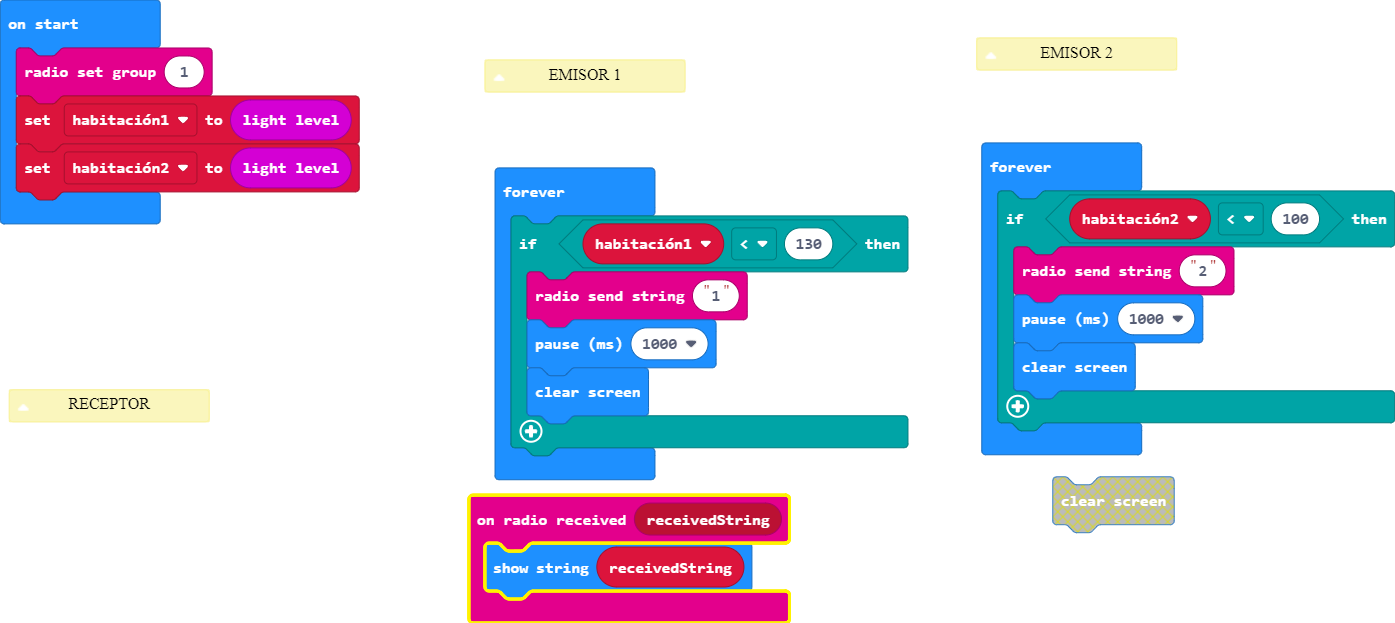 on start
radio set group 1
set habitación1 to light level
set habitación2 to light level
RECEPTOR
EMISOR 1
forever
if habitación1 < 130 then
radio send string "1"
pause (ms) 1000
clear screen
on radio received receivedString
show string receivedString
EMISOR 2
forever
if habitación2 < 100 then
radio send string "2"
pause (ms) 1000
clear screen
clear screen